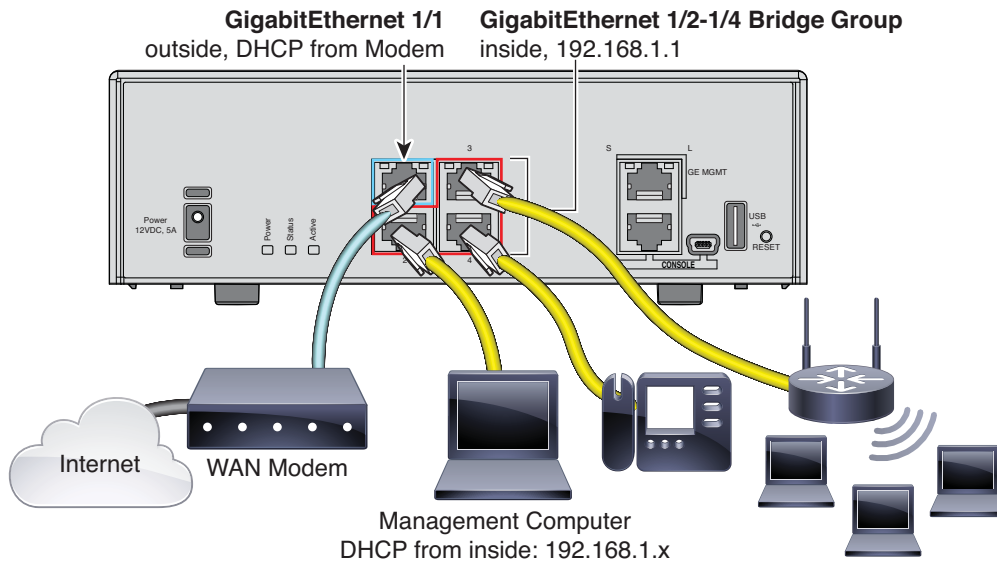 GigabitEthernet 1/1
outside, DHCP from Modem
GigabitEthernet 1/2-1/4 Bridge Group
inside, 192.168.1.1
3
S
L
GE MGMT
Power
12VDC, 5A
Power
Status
Active
USB
RESET
2
4
CONSOLE
Internet
WAN Modem
Management Computer
DHCP from inside: 192.168.1.x